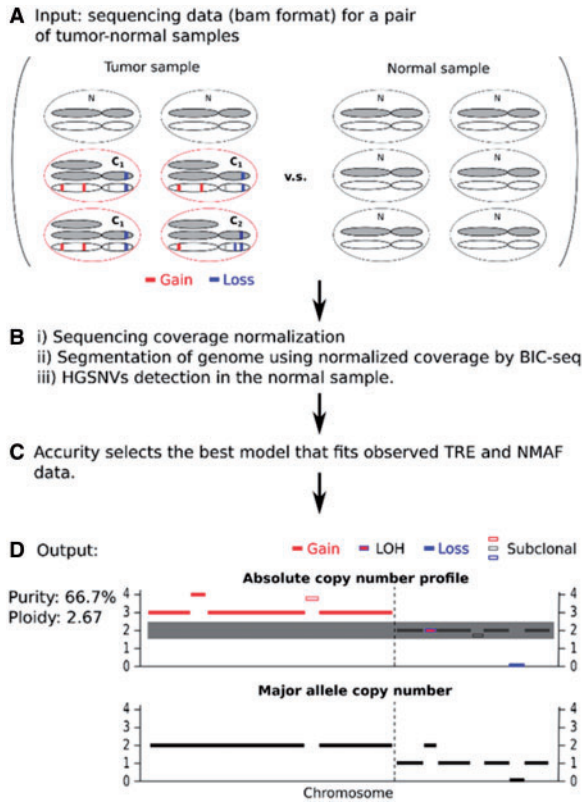 A Input: sequencing data (bam format) for a pair
of tumor-normal samples
Tumor sample
Normal sample
N
N
N
N
C1
C1
v.s.
N
N
C1
C2
N
N
Gain
Loss
B i) Sequencing coverage normalization
ii) Segmentation of genome using normalized coverage by BIC-seq
iii) HGSNVs detection in the normal sample.
C Accurity selects the best model that fits observed TRE and NMAF
data.
D Output:
Gain
LOH
Loss
Subclonal
Absolute copy number profile
Purity: 66.7%
Ploidy: 2.67
4 4
3 3
2 2
1 1
0 0
Major allele copy number
4 4
3 3
2 2
1 1
0 0
Chromosome